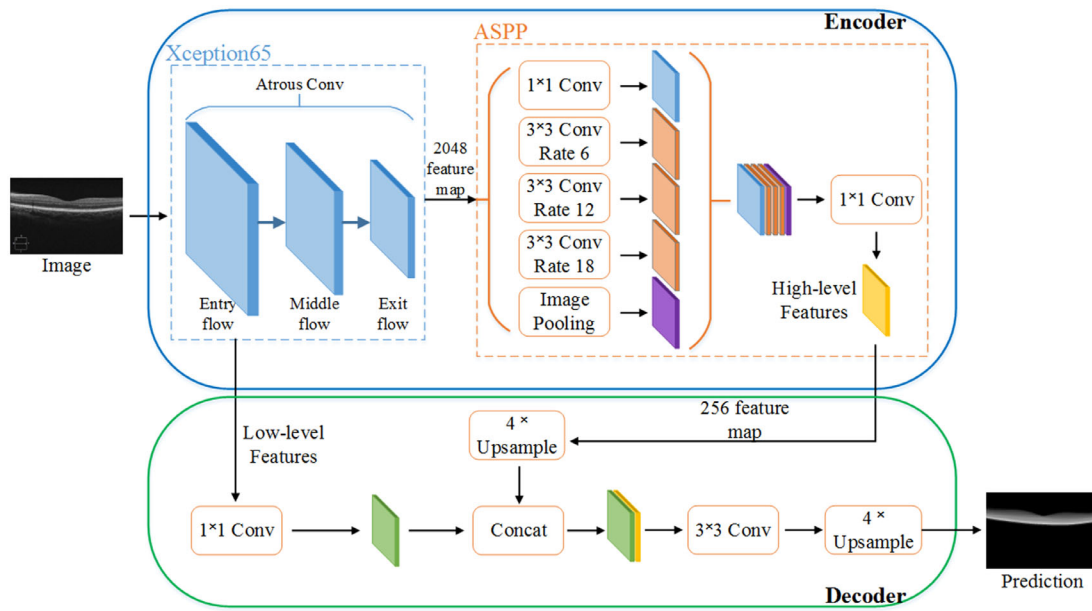 Encoder
ASPP
Xception65
Atrous Conv
1×1 Conv
3×3 Conv
Rate 6
3×3 Conv
Rate 12
3×3 Conv
Rate 18
Image
Pooling
2048
feature
map
1×1 Conv
Image
Entry
flow
Middle
flow
Exit
flow
High-level
Features
256 feature
map
4 ×
Upsample
Low-level
Features
1×1 Conv
Concat
3×3 Conv
4 ×
Upsample
Prediction
Decoder